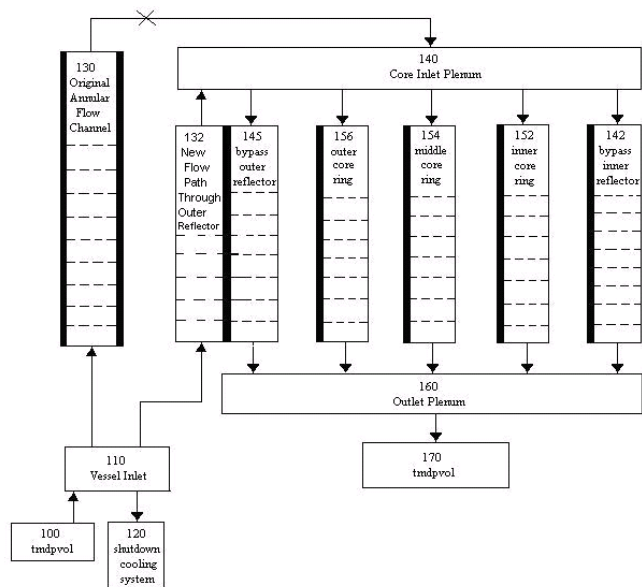 130
Original
Annular
Flow
Channel
140
Core Inlet Plenum
132
New
Flow
Path
Through
Outer
Reflector
145
bypass
outer
reflector
156
outer
core
ring
154
middle
core
ring
152
inner
core
ring
142
bypass
inner
reflector
160
Outlet Plenum
110
Vessel Inlet
170
tmdpvol
100
tmdpvol
120
shutdown
cooling
system